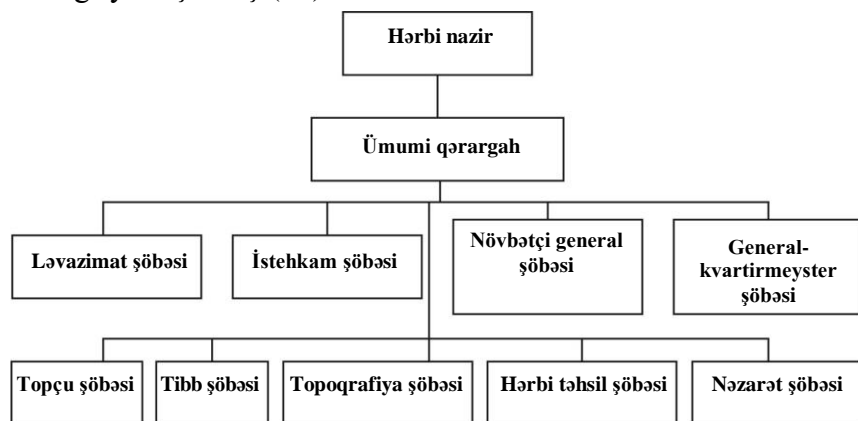 Hərbi nazir
Ümumi qərargah
Ləvazimat şöbəsi
İstehkam şöbəsi
Növbətçi general
şöbəsi
General-
kvartirmeyster
şöbəsi
Topçu şöbəsi
Tibb şöbəsi
Topoqrafiya şöbəsi
Hərbi təhsil şöbəsi
Nəzarət şöbəsi